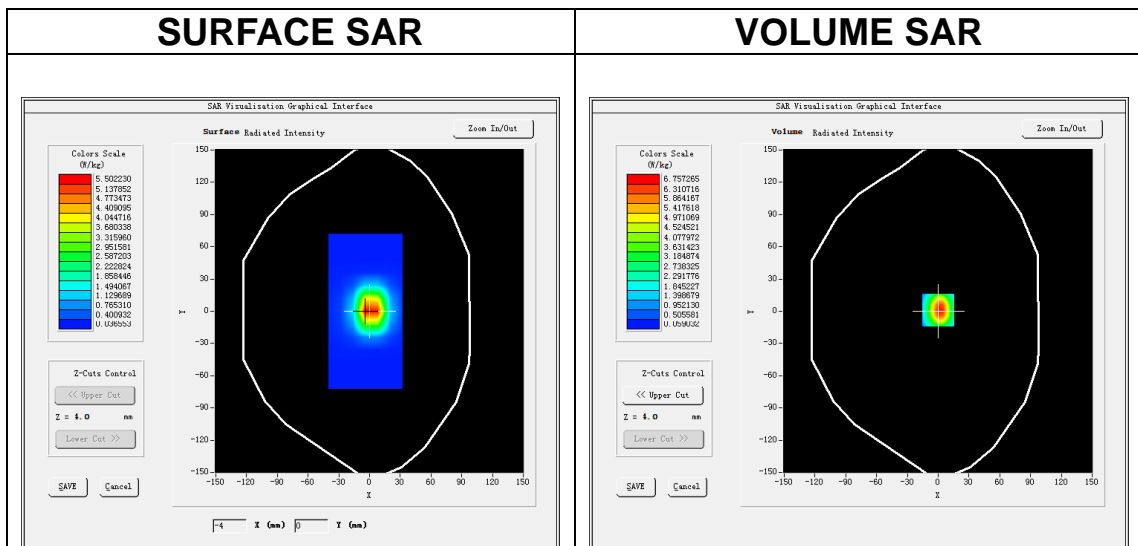 SURFACE SAR
VOLUME SAR
SAR Visualisation Graphical Interface
Surface Radiated Intensity
Zoom In/Out
Colors Scale
(W/kg)
5.502230
5.137852
4.773473
4.409095
4.044716
3.680338
3.315960
2.951581
2.587203
2.222824
1.858446
1.494067
1.129689
0.765310
0.400932
0.036553
Z-Cuts Control
<< Upper Cut
Z = 4.0 mm
Lower Cut >>
SAVE
Cancel
150
120
90
60
30
0
-30
-60
-90
-120
-150
Y
-150 -120 -90 -60 -30 0 30 60 90 120 150
X
-4 X (mm) 0 Y (mm)
SAR Visualisation Graphical Interface
Volume Radiated Intensity
Zoom In/Out
Colors Scale
(W/kg)
6.757265
6.310716
5.864167
5.417618
4.971069
4.524521
4.077972
3.631423
3.184874
2.738325
2.291776
1.845227
1.398679
0.952130
0.505581
0.059032
Z-Cuts Control
<< Upper Cut
Z = 4.0 mm
Lower Cut >>
SAVE
Cancel
150
120
90
60
30
0
-30
-60
-90
-120
-150
Y
-150 -120 -90 -60 -30 0 30 60 90 120 150
X